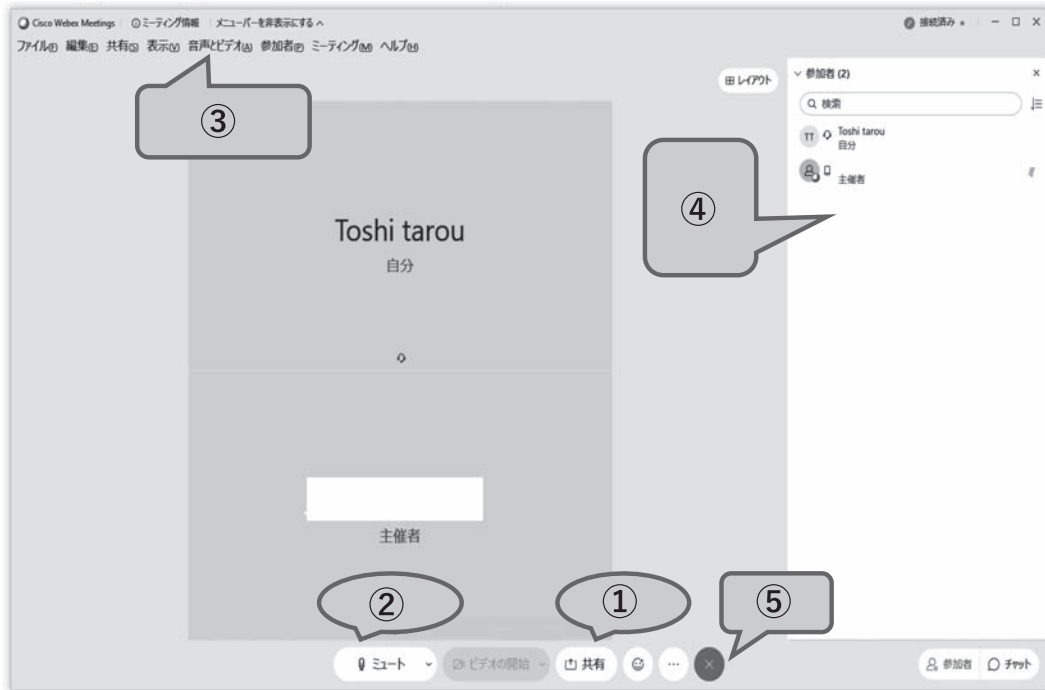 Cisco Webex Meetings ミーティング情報 メニューバーを非表示にする 接続済み
ファイル(F) 編集(E) 共有(S) 表示(V) 音声とビデオ(A) 参加者(P) ミーティング(M) ヘルプ(H)
レイアウト
参加者 (2)
検索
TT Toshi tarou
自分
主催者
③
④
Toshi tarou
自分
主催者
②
①
⑤
ミュート ビデオの開始 共有
参加者 チャット